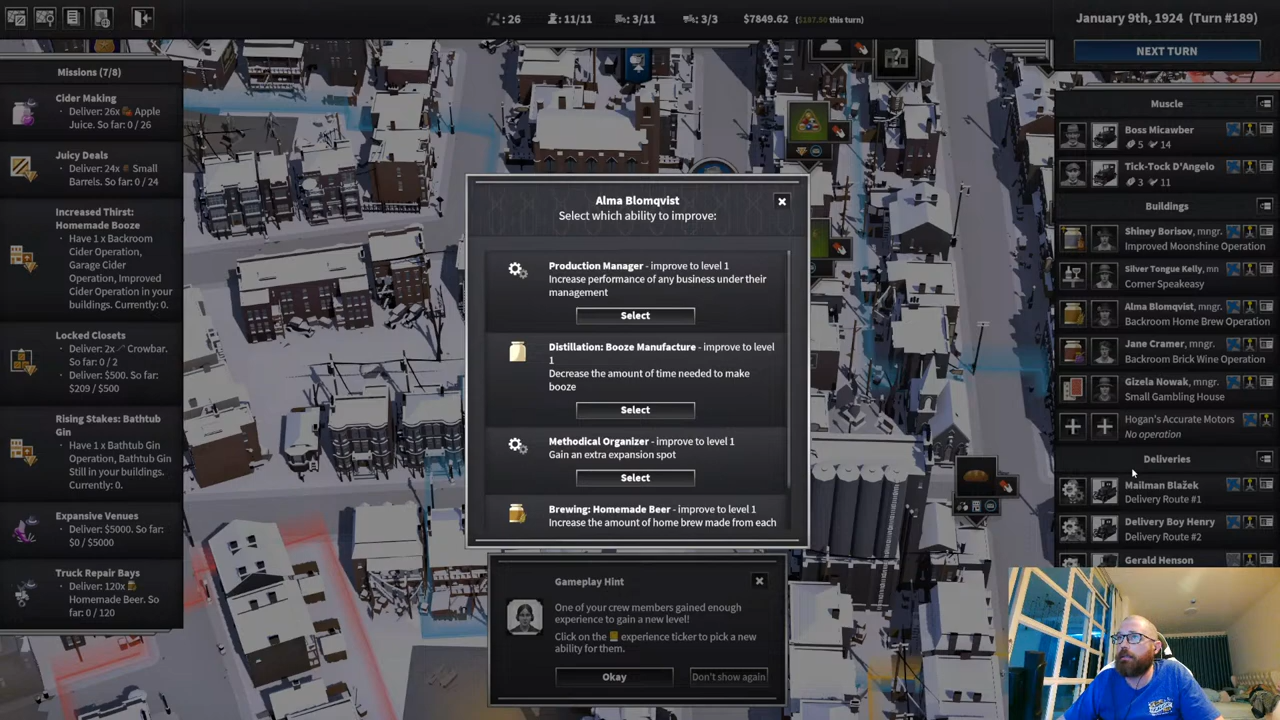 : 26
: 11/11
: 3/11
: 3/3
$7849.62 ($187.50 this turn)
January 9th, 1924 (Turn #189)
NEXT TURN
Missions (7/8)
Cider Making
· Deliver: 26x Apple
Juice. So far: 0 / 26
Juicy Deals
· Deliver: 24x Small
Barrels. So far: 0 / 24
Increased Thirst:
Homemade Booze
· Have 1 x Backroom
Cider Operation,
Garage Cider
Operation, Improved
Cider Operation in your
buildings. Currently: 0.
Locked Closets
· Deliver: 2x Crowbar.
So far: 0 / 2
· Deliver: $500. So far:
$209 / $500
Rising Stakes: Bathtub
Gin
· Have 1 x Bathtub Gin
Operation, Bathtub Gin
Still in your buildings.
Currently: 0.
Expansive Venues
· Deliver: $5000. So far:
$0 / $5000
Truck Repair Bays
· Deliver: 120x
Homemade Beer. So
far: 0 / 120
Alma Blomqvist
Select which ability to improve:
Production Manager - improve to level 1
Increase performance of any business under their
management
Select
Distillation: Booze Manufacture - improve to level
1
Decrease the amount of time needed to make
booze
Select
Methodical Organizer - improve to level 1
Gain an extra expansion spot
Select
Brewing: Homemade Beer - improve to level 1
Increase the amount of home brew made from each
Gameplay Hint
One of your crew members gained enough
experience to gain a new level!
Click on the experience ticker to pick a new
ability for them.
Okay
Don't show again
Muscle
Boss Micawber
5 14
Tick-Tock D'Angelo
3 11
Buildings
Shiney Borisov, mngr.
Improved Moonshine Operation
Silver Tongue Kelly, mn
Corner Speakeasy
Alma Blomqvist, mngr.
Backroom Home Brew Operation
Jane Cramer, mngr.
Backroom Brick Wine Operation
Gizela Nowak, mngr.
Small Gambling House
Hogan's Accurate Motors
No operation
Deliveries
Mailman Blažek
Delivery Route #1
Delivery Boy Henry
Delivery Route #2
Gerald Henson